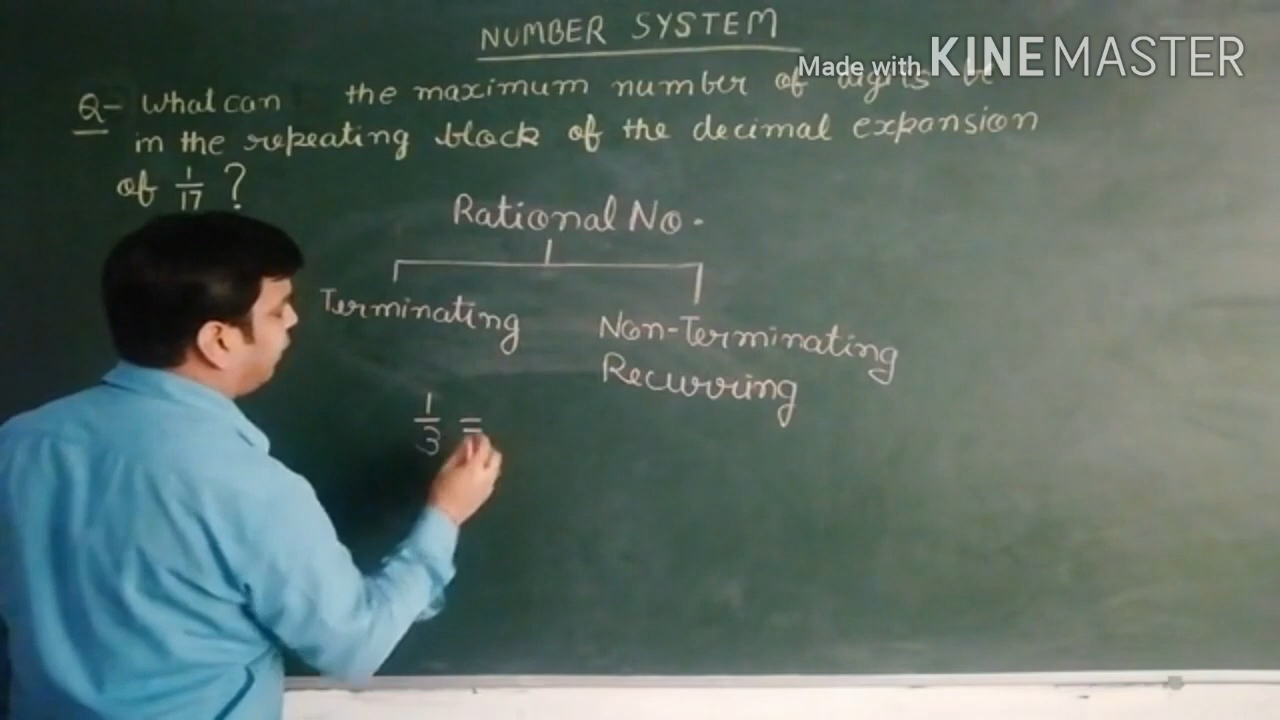 NUMBER SYSTEM
Made with KINEMASTER
Q- What can the maximum number of digits be
in the repeating block of the decimal expansion
of 1/17 ?
Rational No.
Terminating
Non-Terminating
Recurring
1/3 =